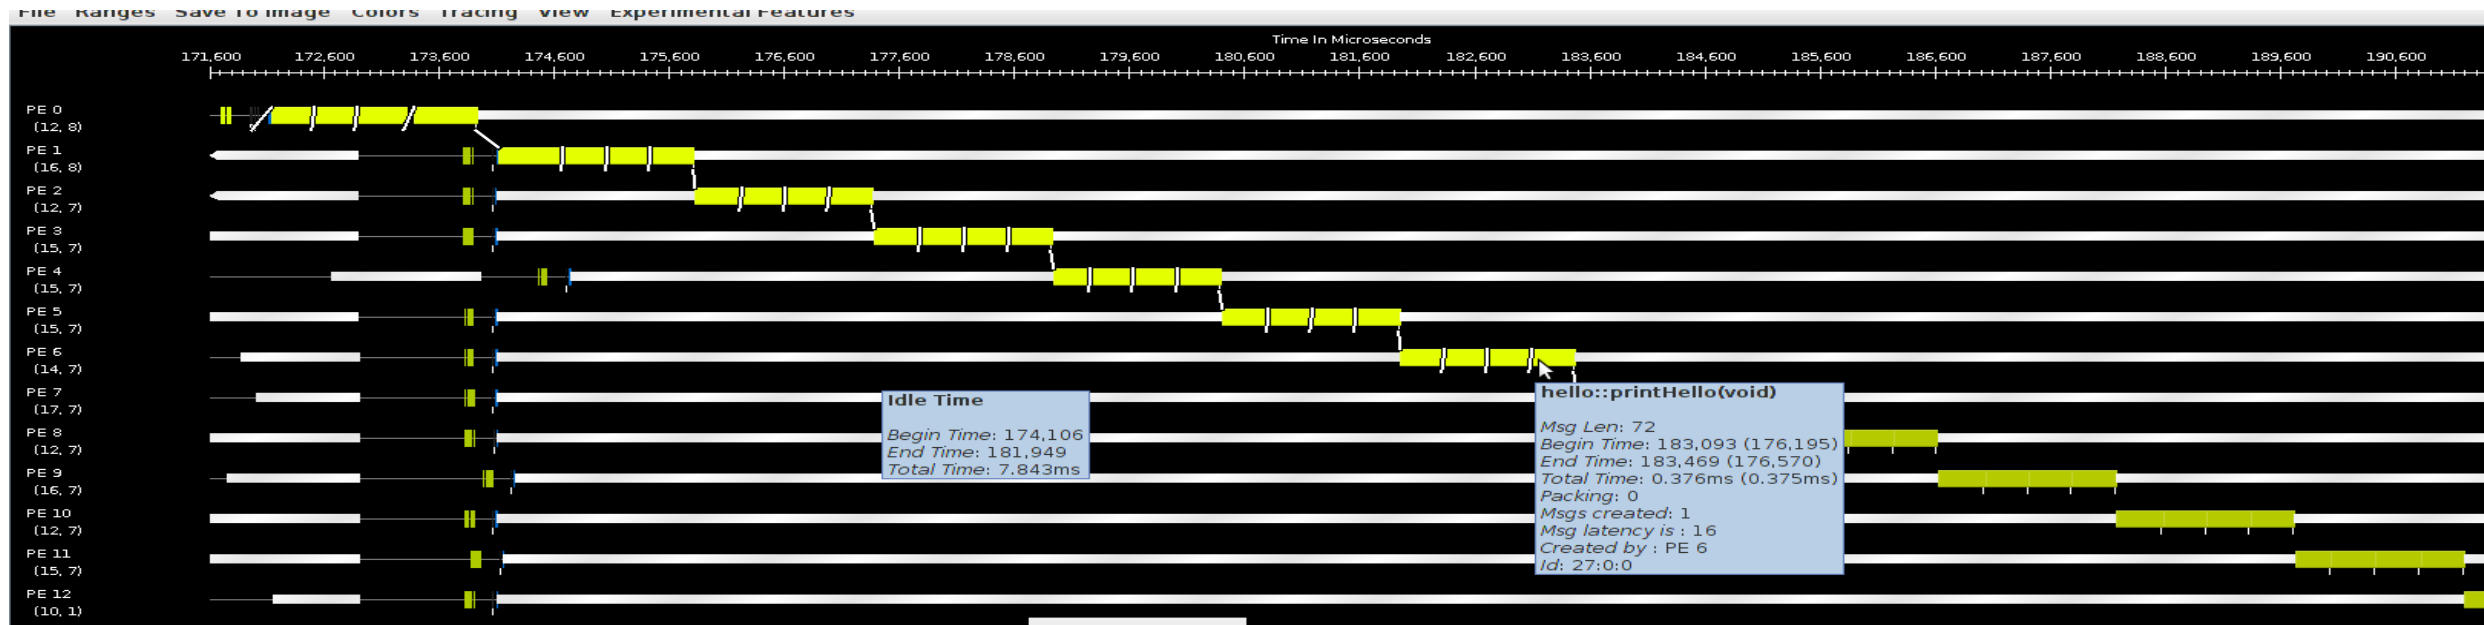 File Ranges Save To Image Colors Tracing View Experimental Features
Time In Microseconds
171,600 172,600 173,600 174,600 175,600 176,600 177,600 178,600 179,600 180,600 181,600 182,600 183,600 184,600 185,600 186,600 187,600 188,600 189,600 190,600
PE 0
(12, 8)
PE 1
(16, 8)
PE 2
(12, 7)
PE 3
(15, 7)
PE 4
(15, 7)
PE 5
(15, 7)
PE 6
(14, 7)
PE 7
(17, 7)
PE 8
(12, 7)
PE 9
(16, 7)
PE 10
(12, 7)
PE 11
(15, 7)
PE 12
(10, 1)
Idle Time
Begin Time: 174,106
End Time: 181,949
Total Time: 7.843ms
hello::printHello(void)
Msg Len: 72
Begin Time: 183,093 (176,195)
End Time: 183,469 (176,570)
Total Time: 0.376ms (0.375ms)
Packing: 0
Msgs created: 1
Msg latency is : 16
Created by : PE 6
Id: 27:0:0